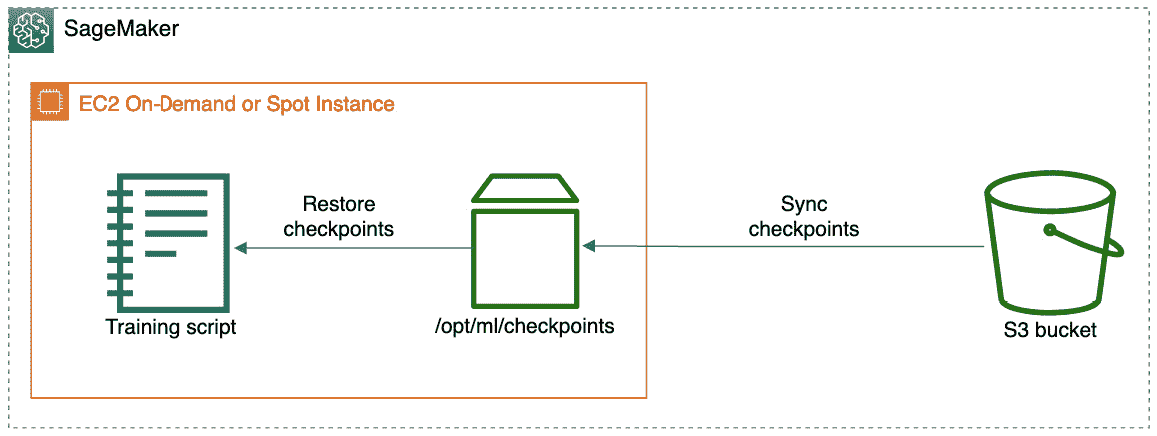 SageMaker
EC2 On-Demand or Spot Instance
Restore
checkpoints
Sync
checkpoints
Training script
/opt/ml/checkpoints
S3 bucket